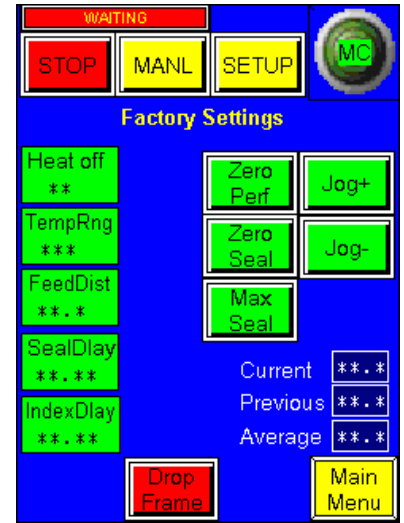 WAITING
STOP MANL SETUP MC
Factory Settings
Heat off
**
Zero
Perf
Jog+
TempRng
***
Zero
Seal
Jog-
FeedDist
**.*
Max
Seal
SealDlay
**.**
Current **.*
Previous **.*
Average **.*
IndexDlay
**.**
Drop
Frame
Main
Menu